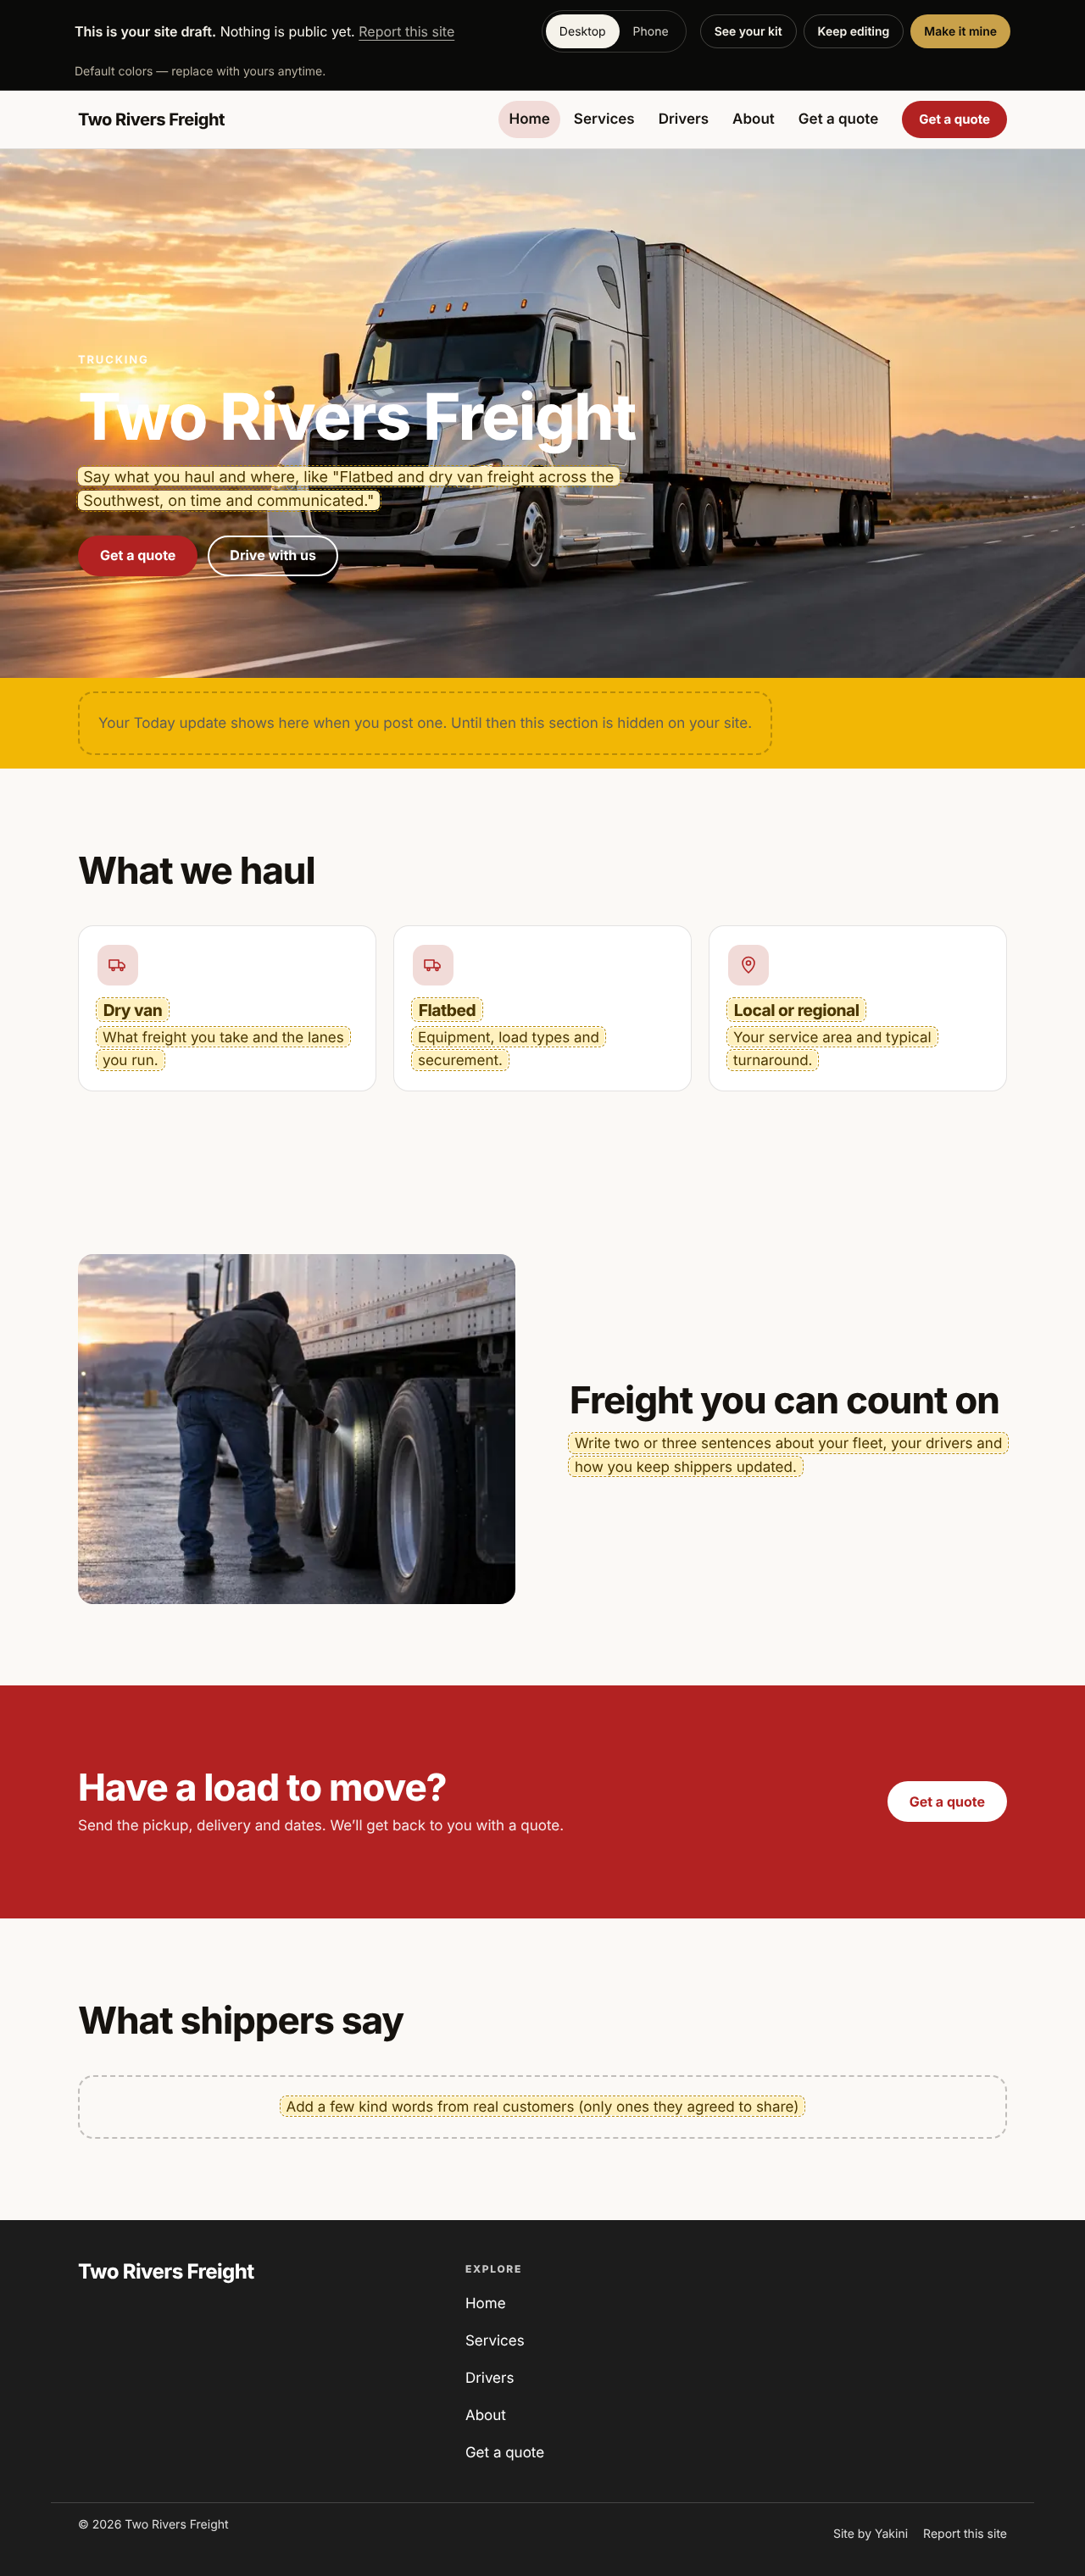 This is your site draft. Nothing is public yet. Report this site
Desktop
Phone
See your kit
Keep editing
Make it mine
Default colors — replace with yours anytime.
Two Rivers Freight
Home
Services
Drivers
About
Get a quote
Get a quote
TRUCKING
Two Rivers Freight
Say what you haul and where, like "Flatbed and dry van freight across the
Southwest, on time and communicated."
Get a quote
Drive with us
Your Today update shows here when you post one. Until then this section is hidden on your site.
What we haul
Dry van
What freight you take and the lanes
you run.
Flatbed
Equipment, load types and
securement.
Local or regional
Your service area and typical
turnaround.
Freight you can count on
Write two or three sentences about your fleet, your drivers and
how you keep shippers updated.
Have a load to move?
Send the pickup, delivery and dates. We’ll get back to you with a quote.
Get a quote
What shippers say
Add a few kind words from real customers (only ones they agreed to share)
Two Rivers Freight
EXPLORE
Home
Services
Drivers
About
Get a quote
© 2026 Two Rivers Freight
Site by Yakini
Report this site